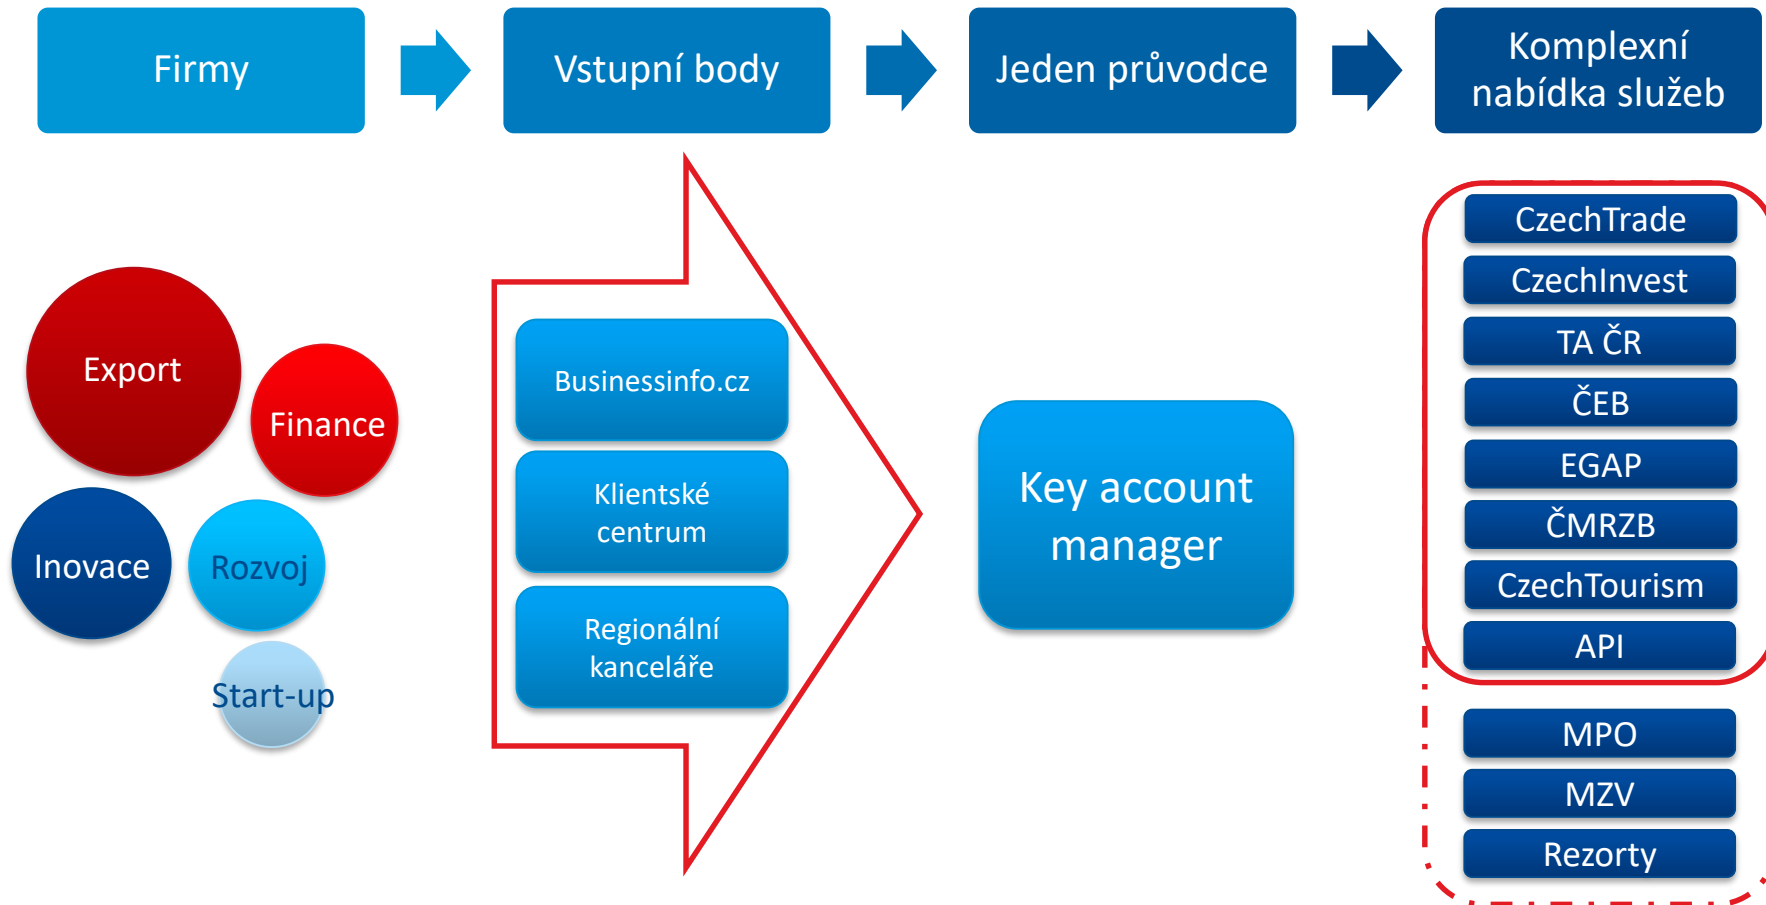 Firmy
Vstupní body
Jeden průvodce
Komplexní
nabídka služeb
Export
Finance
Inovace
Rozvoj
Start-up
Businessinfo.cz
Klientské
centrum
Regionální
kanceláře
Key account
manager
CzechTrade
CzechInvest
TA ČR
ČEB
EGAP
ČMRZB
CzechTourism
API
MPO
MZV
Rezorty